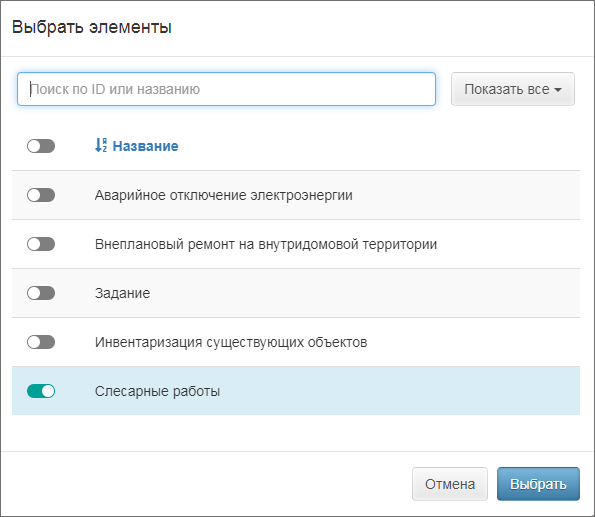 Выбрать элементы
Поиск по ID или названию
Показать все
Название
Аварийное отключение электроэнергии
Внеплановый ремонт на внутридомовой территории
Задание
Инвентаризация существующих объектов
Слесарные работы
Отмена
Выбрать